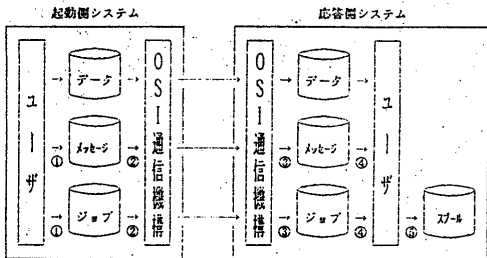 起動側システム
応答側システム
ユーザ
データ
メッセージ
ジョブ
①
②
①
②
OSI通信機構
OSI通信機構
データ
メッセージ
ジョブ
③
④
③
④
ユーザ
⑤
スプール